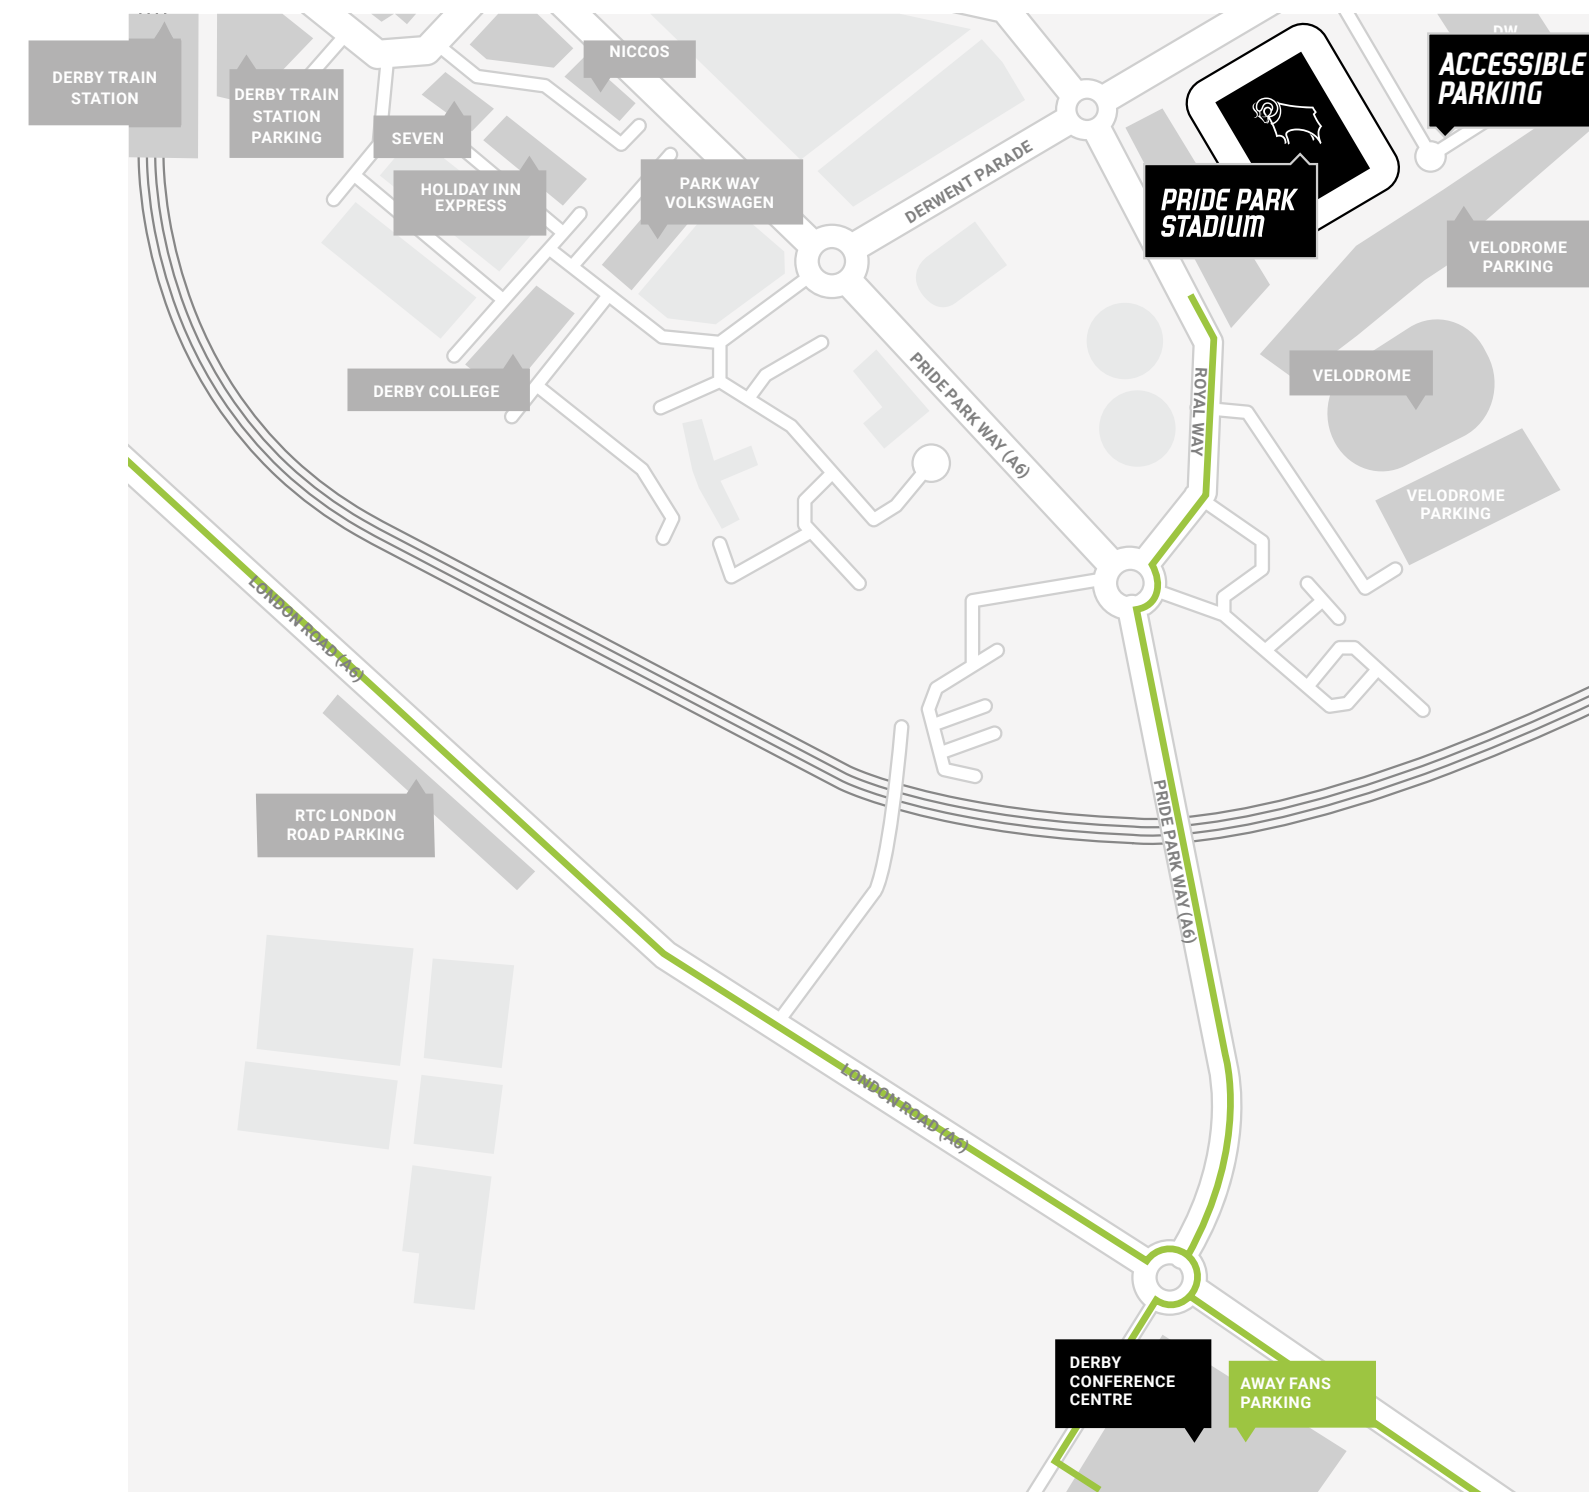 DERBY TRAIN
STATION
DERBY TRAIN
STATION
PARKING
NICCOS
SEVEN
HOLIDAY INN
EXPRESS
PARK WAY
VOLKSWAGEN
DERWENT PARADE
DW
ACCESSIBLE
PARKING
PRIDE PARK
STADIUM
VELODROME
PARKING
VELODROME
VELODROME
PARKING
DERBY COLLEGE
PRIDE PARK WAY (A6)
ROYAL WAY
LONDON ROAD (A6)
RTC LONDON
ROAD PARKING
PRIDE PARK WAY (A6)
LONDON ROAD (A6)
DERBY
CONFERENCE
CENTRE
AWAY FANS
PARKING